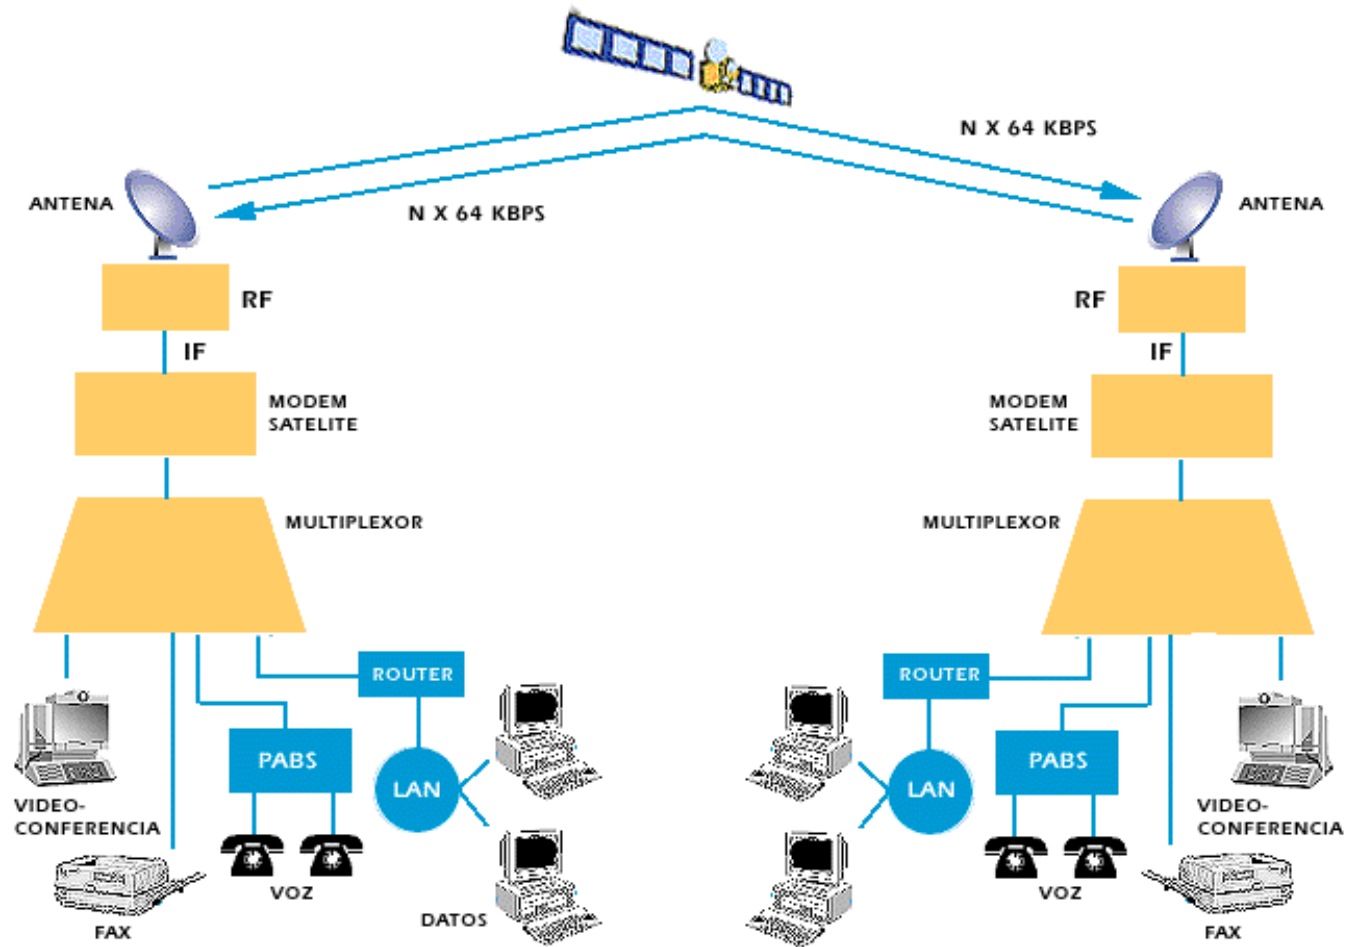 N X 64 KBPS
ANTENA
ANTENA
N X 64 KBPS
RF
RF
IF
IF
MODEM
SATELITE
MODEM
SATELITE
MULTIPLEXOR
MULTIPLEXOR
ROUTER
ROUTER
PABS
LAN
LAN
PABS
VIDEO-
CONFERENCIA
VIDEO-
CONFERENCIA
VOZ
VOZ
DATOS
FAX
FAX